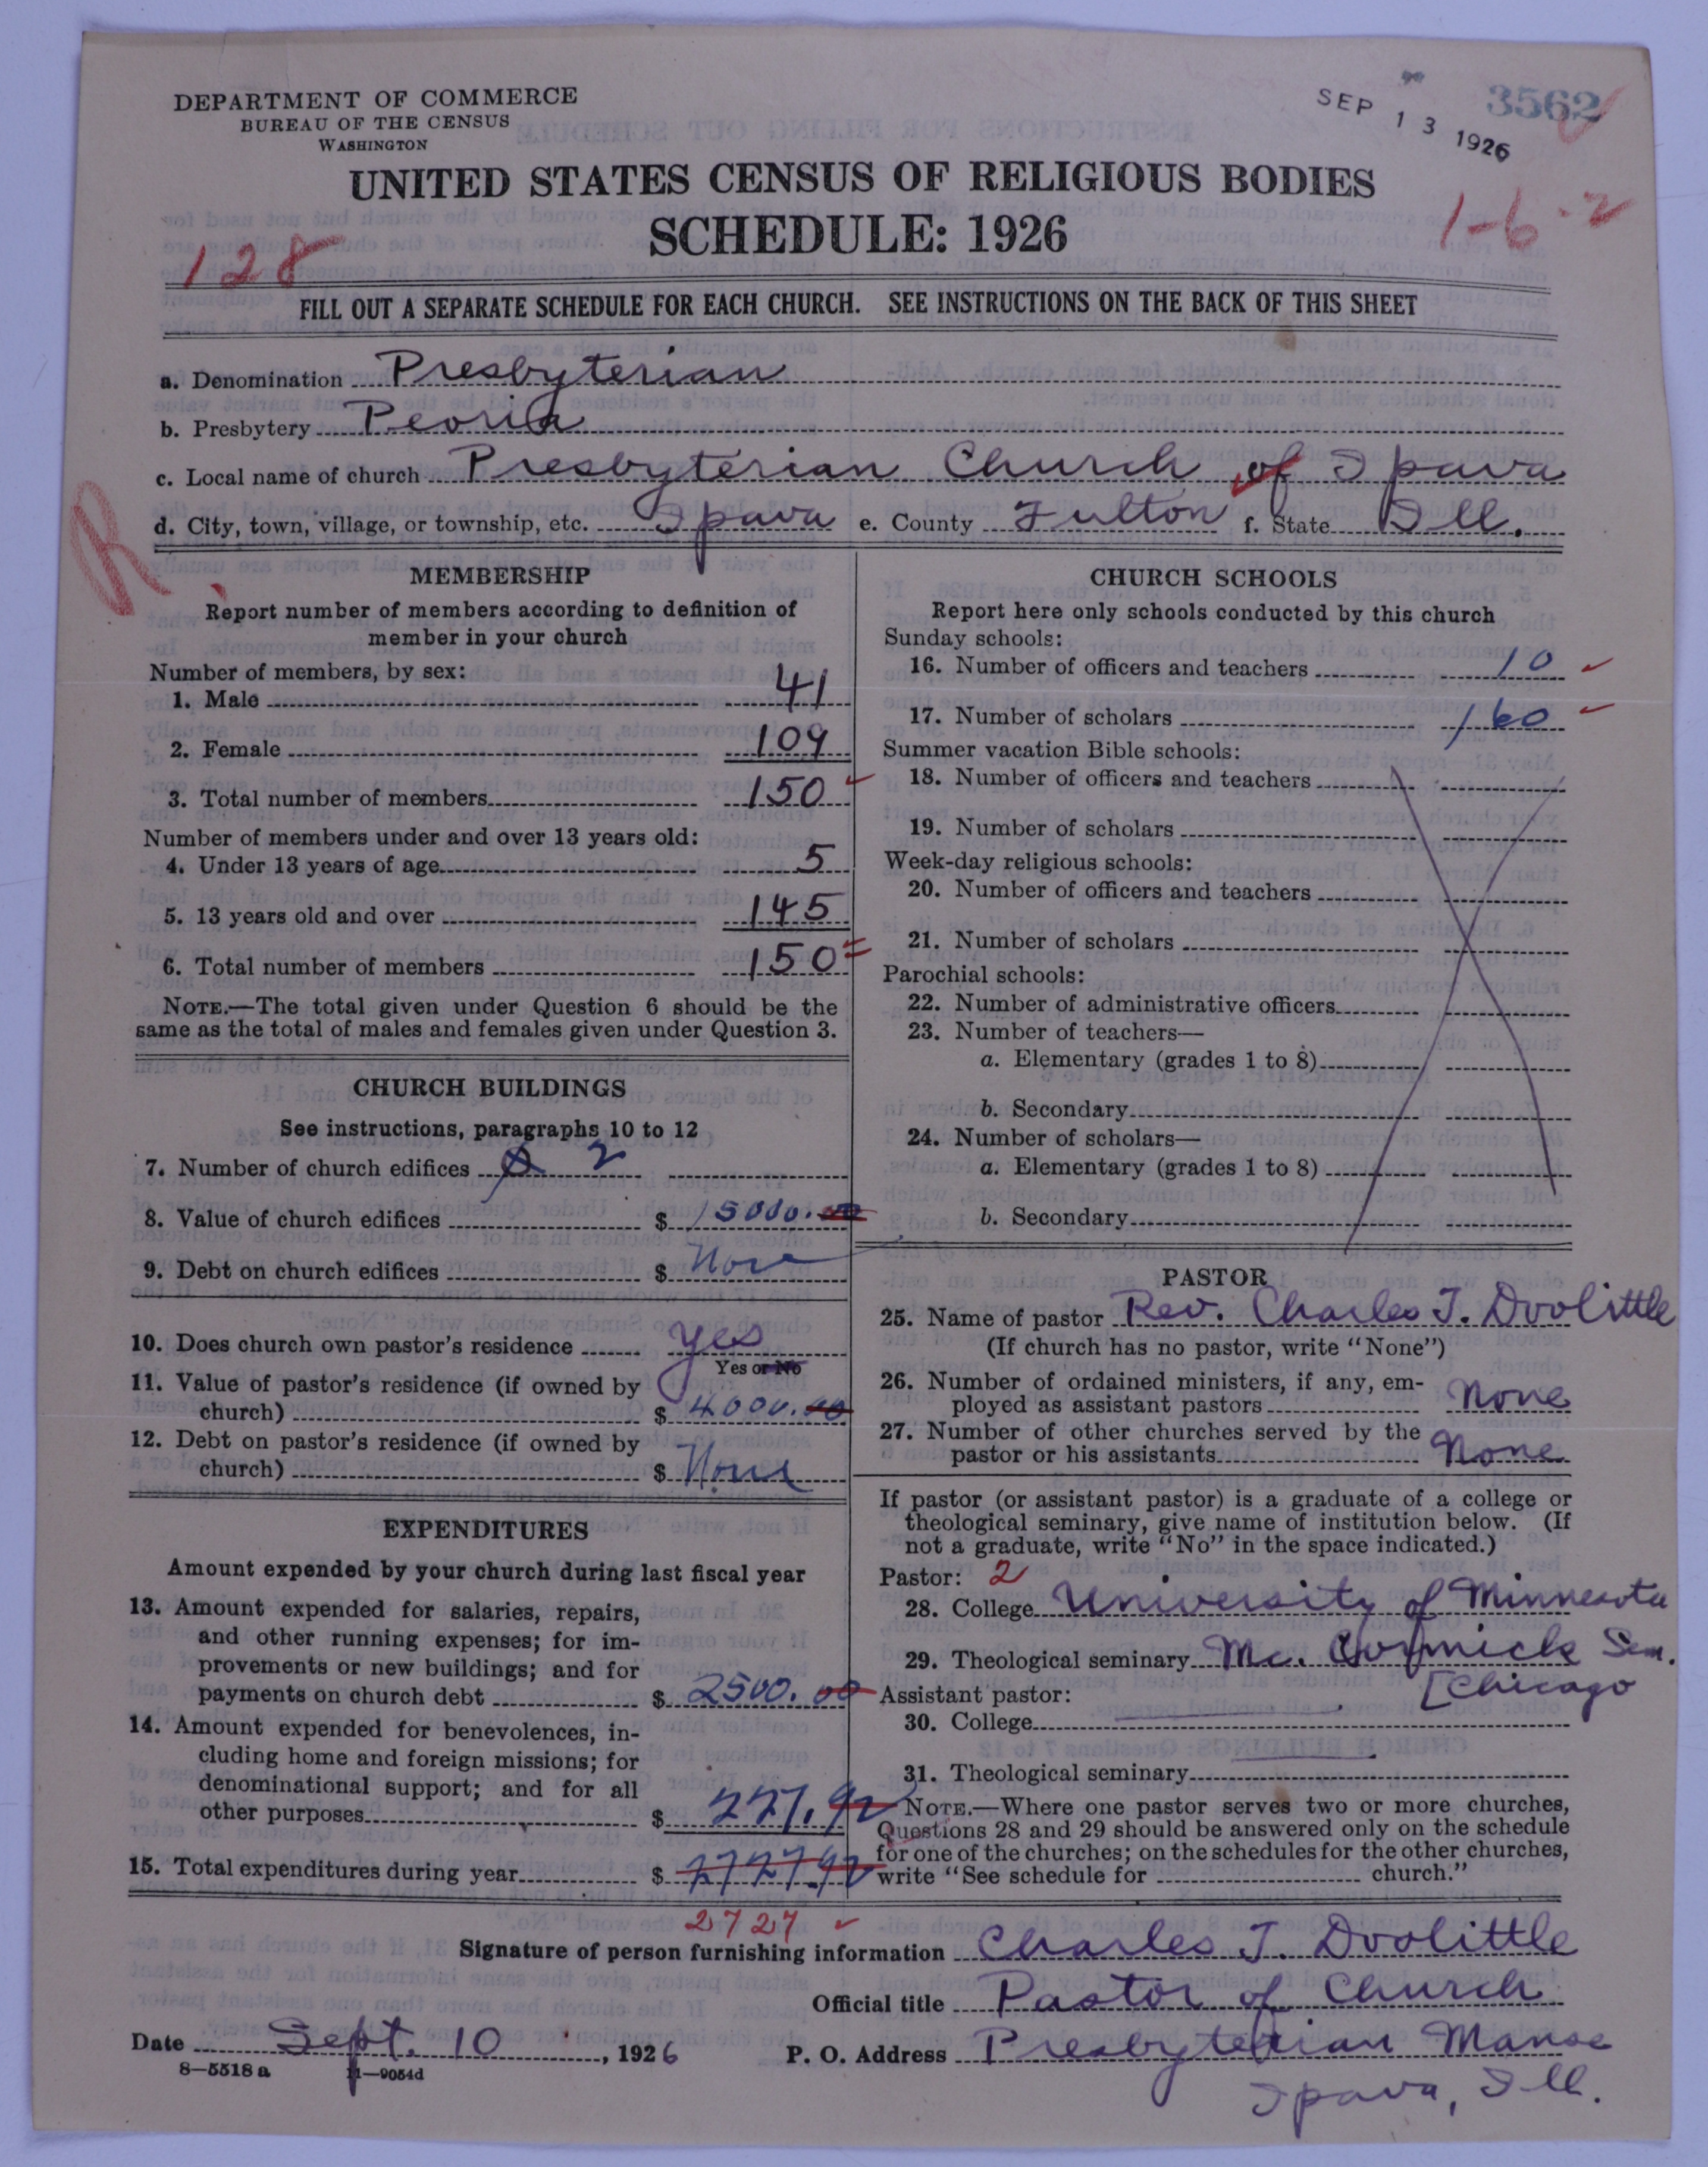 DEPARTMENT OF COMMERCE
BUREAU OF THE CENSUS
WASHINGTON
SEP 13 1926
3562
UNITED STATES CENSUS OF RELIGIOUS BODIES
SCHEDULE: 1926
128
1-6-2
FILL OUT A SEPARATE SCHEDULE FOR EACH CHURCH. SEE INSTRUCTIONS ON THE BACK OF THIS SHEET
a. Denomination Presbyterian
b. Presbytery Peoria
c. Local name of church Presbyterian Church of Ipava
d. City, town, village, or township, etc. Ipava e. County Fulton f. State Ill.
R
MEMBERSHIP
Report number of members according to definition of
member in your church
Number of members, by sex:
1. Male 41
2. Female 109
3. Total number of members 150
Number of members under and over 13 years old:
4. Under 13 years of age 5
5. 13 years old and over 145
6. Total number of members 150
NOTE.—The total given under Question 6 should be the
same as the total of males and females given under Question 3.
CHURCH BUILDINGS
See instructions, paragraphs 10 to 12
7. Number of church edifices 2
8. Value of church edifices $ 15000.00
9. Debt on church edifices $ None
10. Does church own pastor's residence yes
Yes or No
11. Value of pastor's residence (if owned by
church) $ 4000.00
12. Debt on pastor's residence (if owned by
church) $ None
EXPENDITURES
Amount expended by your church during last fiscal year
13. Amount expended for salaries, repairs,
and other running expenses; for im-
provements or new buildings; and for
payments on church debt $ 2500.00
14. Amount expended for benevolences, in-
cluding home and foreign missions; for
denominational support; and for all
other purposes $ 227.92
15. Total expenditures during year $ 2727.92
2727
CHURCH SCHOOLS
Report here only schools conducted by this church
Sunday schools:
16. Number of officers and teachers 10
17. Number of scholars 160
Summer vacation Bible schools:
18. Number of officers and teachers
19. Number of scholars
Week-day religious schools:
20. Number of officers and teachers
21. Number of scholars
Parochial schools:
22. Number of administrative officers
23. Number of teachers—
a. Elementary (grades 1 to 8)
b. Secondary
24. Number of scholars—
a. Elementary (grades 1 to 8)
b. Secondary
PASTOR
25. Name of pastor Rev. Charles T. Doolittle
(If church has no pastor, write "None")
26. Number of ordained ministers, if any, em-
ployed as assistant pastors None
27. Number of other churches served by the
pastor or his assistants None
If pastor (or assistant pastor) is a graduate of a college or
theological seminary, give name of institution below. (If
not a graduate, write "No" in the space indicated.)
Pastor: 2
28. College University of Minnesota
29. Theological seminary Mc. Cormick Sem.
[Chicago
Assistant pastor:
30. College
31. Theological seminary
NOTE.—Where one pastor serves two or more churches,
Questions 28 and 29 should be answered only on the schedule
for one of the churches; on the schedules for the other churches,
write "See schedule for church."
Signature of person furnishing information Charles T. Doolittle
Official title Pastor of Church
Date Sept. 10, 1926 P. O. Address Presbyterian Manse
Ipava, Ill.
8—5518 a 11—9054d